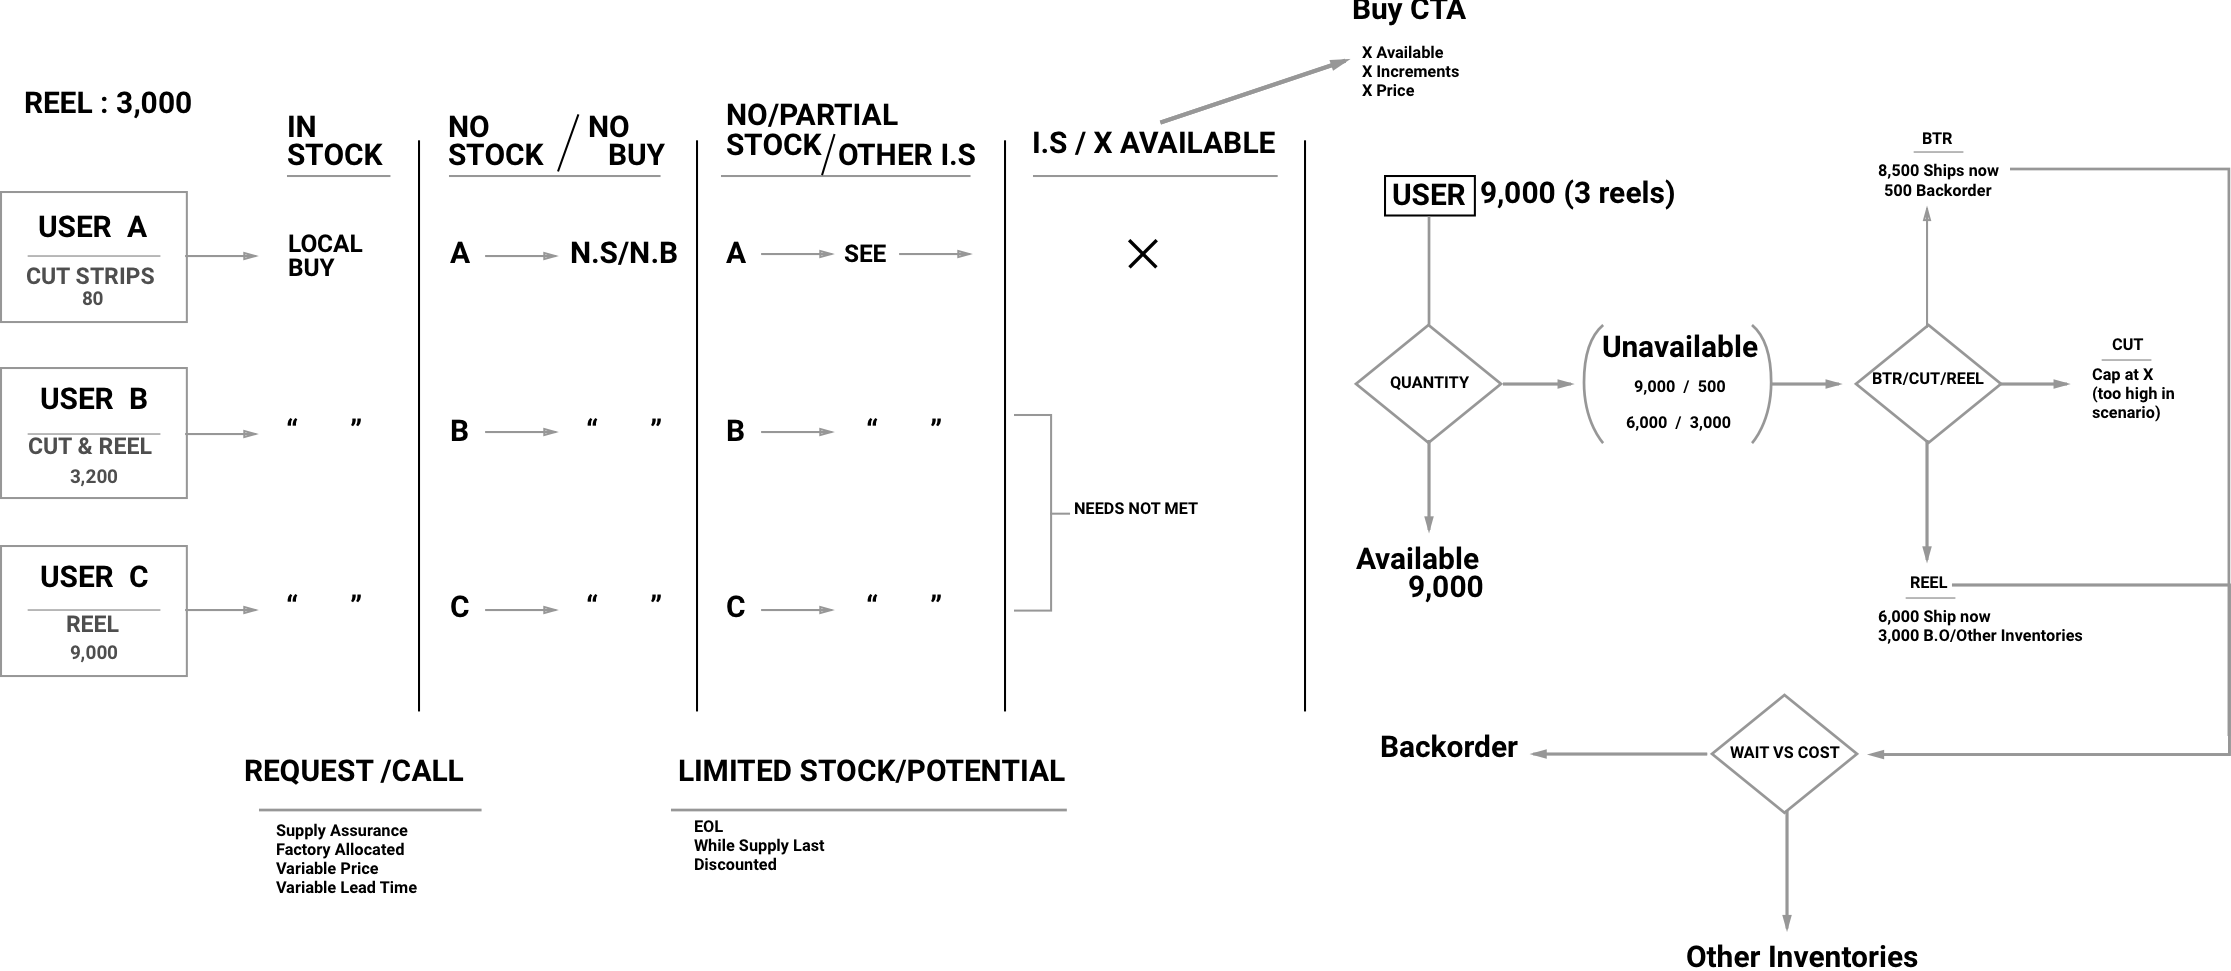 Buy CTA
X Available
X Increments
X Price
REEL : 3,000
IN
STOCK
NO
STOCK / NO
BUY
NO/PARTIAL
STOCK/OTHER I.S
I.S / X AVAILABLE
USER A
CUT STRIPS
80
LOCAL
BUY
A
N.S/N.B
A
SEE
X
USER B
CUT & REEL
3,200
“ ”
B
“ ”
B
“ ”
NEEDS NOT MET
USER C
REEL
9,000
“ ”
C
“ ”
C
“ ”
REQUEST /CALL
Supply Assurance
Factory Allocated
Variable Price
Variable Lead Time
LIMITED STOCK/POTENTIAL
EOL
While Supply Last
Discounted
USER 9,000 (3 reels)
QUANTITY
Unavailable
9,000 / 500
6,000 / 3,000
Available
9,000
BTR/CUT/REEL
BTR
8,500 Ships now
500 Backorder
CUT
Cap at X
(too high in
scenario)
REEL
6,000 Ship now
3,000 B.O/Other Inventories
WAIT VS COST
Backorder
Other Inventories